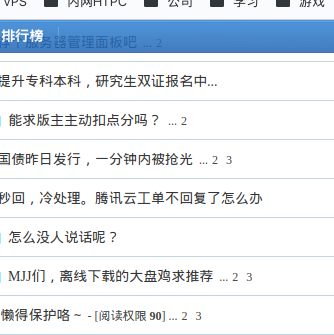 VPS 内网HTPC 公司 学习 游戏
排行榜
个服务器管理面板吧 ... 2
提升专科本科，研究生双证报名中...
能求版主主动扣点分吗？ ... 2
国债昨日发行，一分钟内被抢光 ... 2 3
秒回，冷处理。腾讯云工单不回复了怎么办
怎么没人说话呢？
MJJ们，离线下载的大盘鸡求推荐 ... 2 3
懒得保护咯～ - [阅读权限 90] ... 2 3